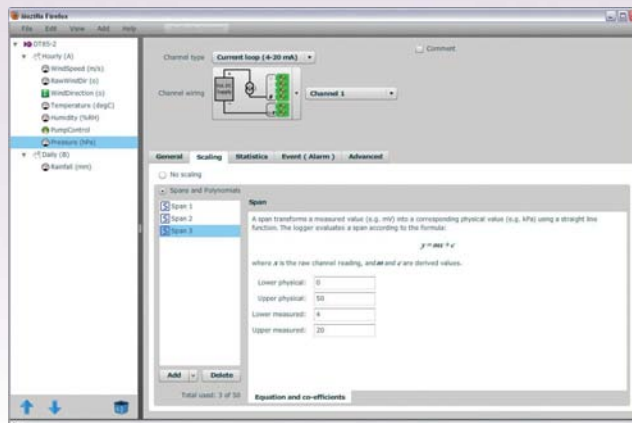 Mozilla Firefox
File Edit View Add Help
DT85-2
Hourly (A)
WindSpeed (m/s)
RawWindDir (o)
WindDirection (o)
Temperature (degC)
Humdity (%RH)
PumpControl
Pressure (hPa)
Daily (B)
Rainfall (mm)
Channel type Current loop (4-20 mA)
Comment
Channel wiring
Channel 1
General Scaling Statistics Event ( Alarm ) Advanced
No scaling
Spans and Polynomials
Span 1
Span 2
Span 3
Span
A span transforms a measured value (e.g. mV) into a corresponding physical value (e.g. kPa) using a straight line
function. The logger evaluates a span according to the formula:
y=mx + c
where x is the raw channel reading, and m and c are derived values.
Lower physical: 0
Upper physical: 50
Lower measured: 4
Upper measured: 20
Add Delete
Total used: 3 of 50
Equation and co-efficients